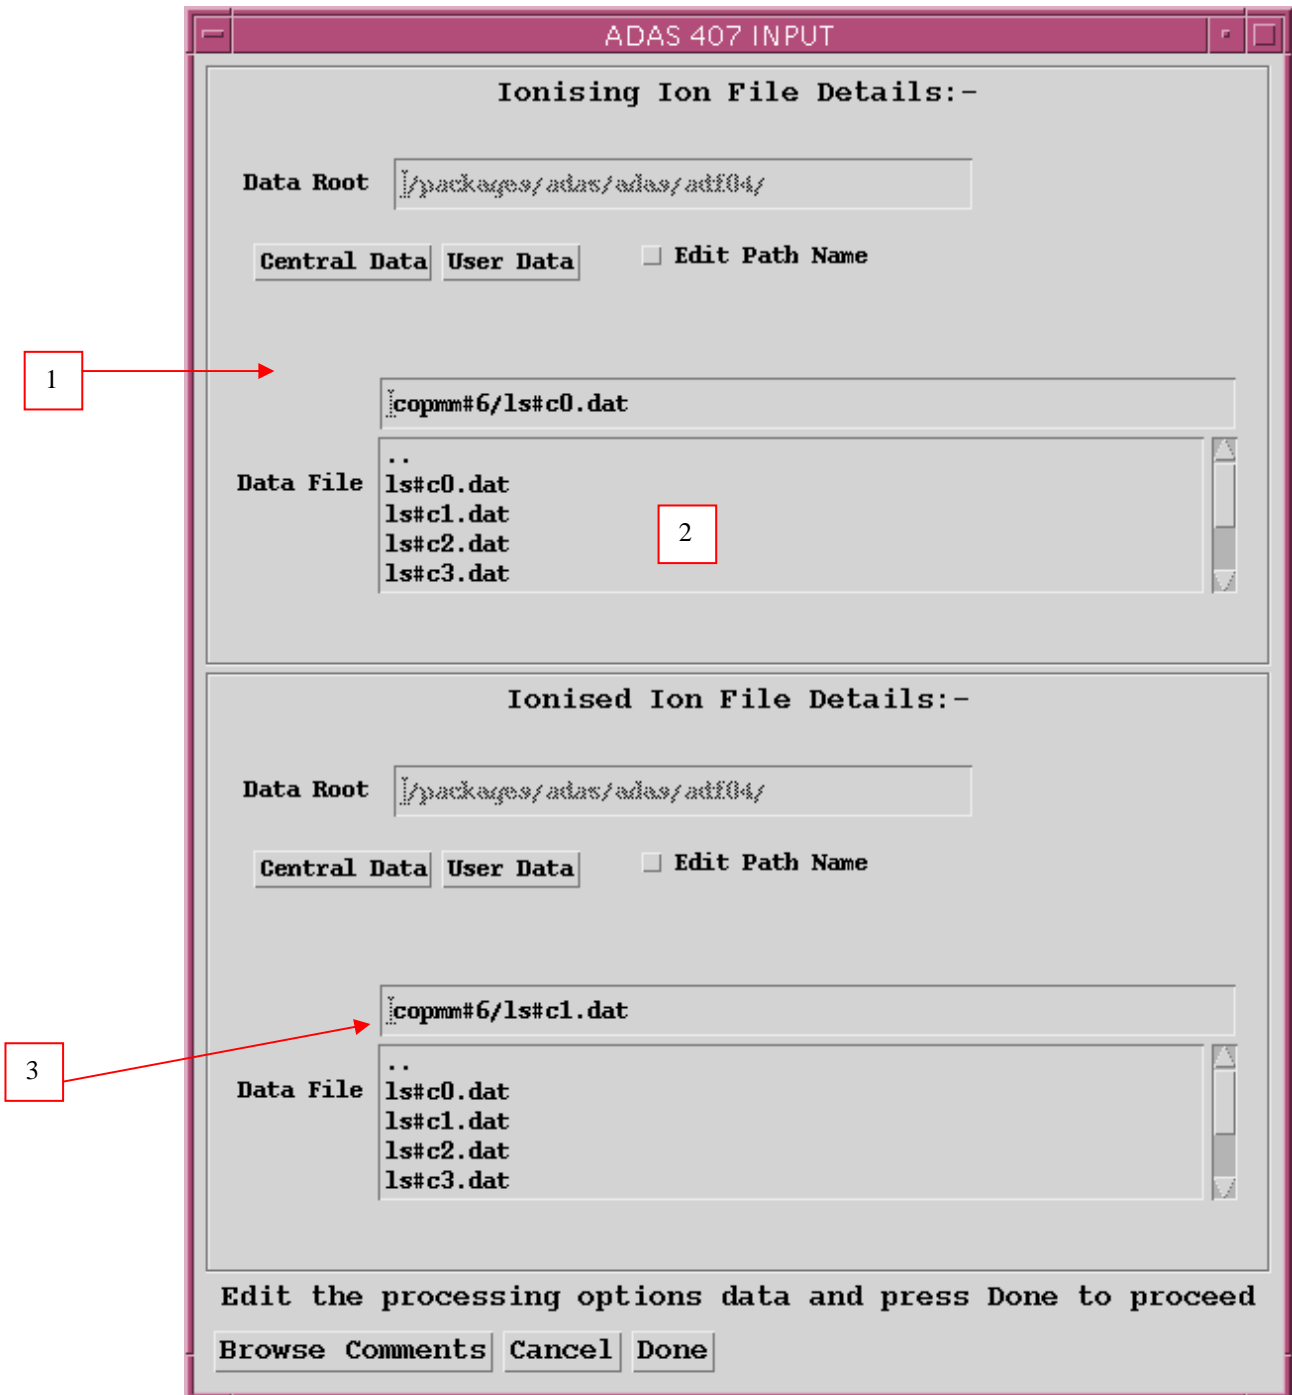 ADAS 407 INPUT
Ionising Ion File Details:-
Data Root /packages/adas/adas/adf04/
Central Data User Data Edit Path Name
1
copmm#6/ls#c0.dat
..
Data File ls#c0.dat
ls#c1.dat
2
ls#c2.dat
ls#c3.dat
Ionised Ion File Details:-
Data Root /packages/adas/adas/adf04/
Central Data User Data Edit Path Name
copmm#6/ls#c1.dat
3
..
Data File ls#c0.dat
ls#c1.dat
ls#c2.dat
ls#c3.dat
Edit the processing options data and press Done to proceed
Browse Comments Cancel Done